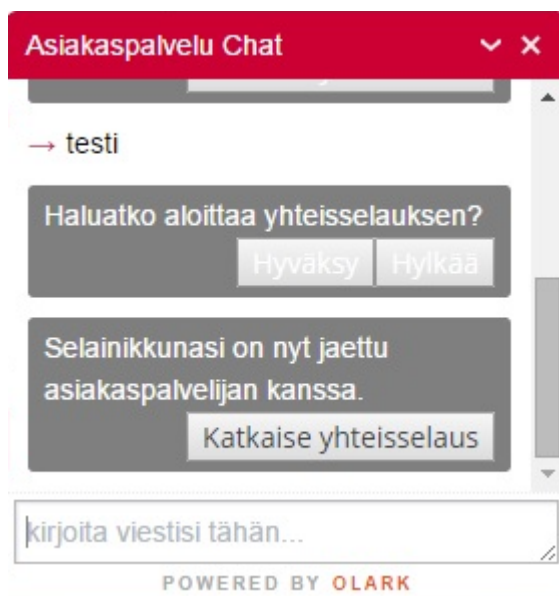 Asiakaspalvelu Chat
→ testi
Haluatko aloittaa yhteisselauksen?
Hyväksy Hylkää
Selainikkunasi on nyt jaettu
asiakaspalvelijan kanssa.
Katkaise yhteisselaus
kirjoita viestisi tähän...
POWERED BY OLARK